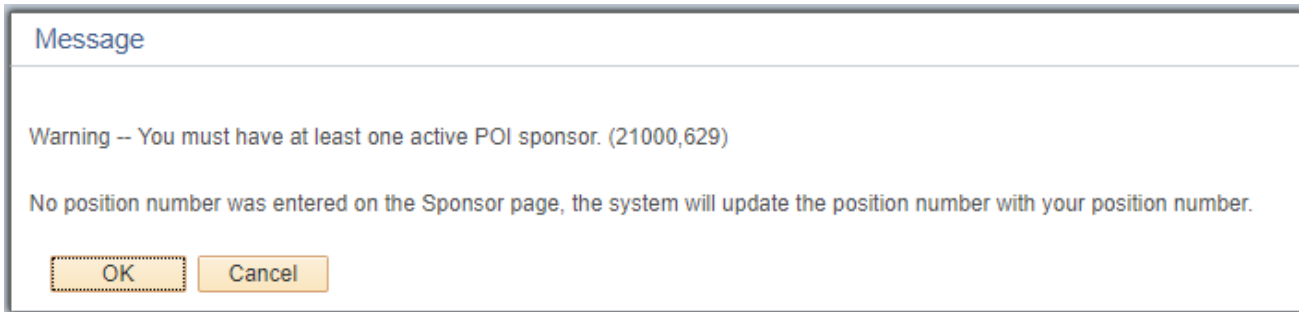 Message
Warning -- You must have at least one active POI sponsor. (21000,629)
No position number was entered on the Sponsor page, the system will update the position number with your position number.
OK
Cancel